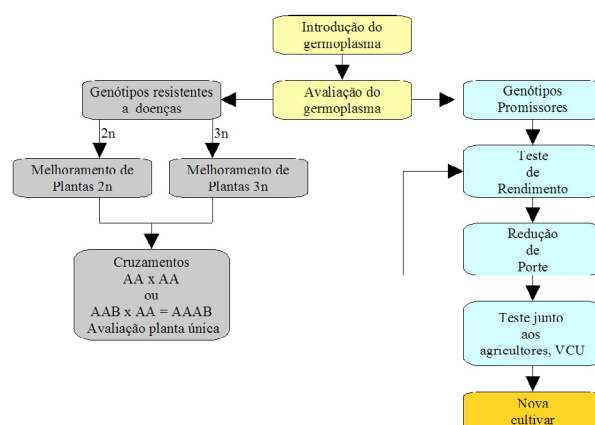 Introdução do
germoplasma
Avaliação do
germoplasma
Genótipos resistentes
a doenças
2n
3n
Melhoramento de
Plantas 2n
Melhoramento de
Plantas 3n
Cruzamentos
AA x AA
ou
AAB x AA = AAAB
Avaliação planta única
Genótipos
Promissores
Teste
de
Rendimento
Redução
de
Porte
Teste junto
aos
agricultores, VCU
Nova
cultivar